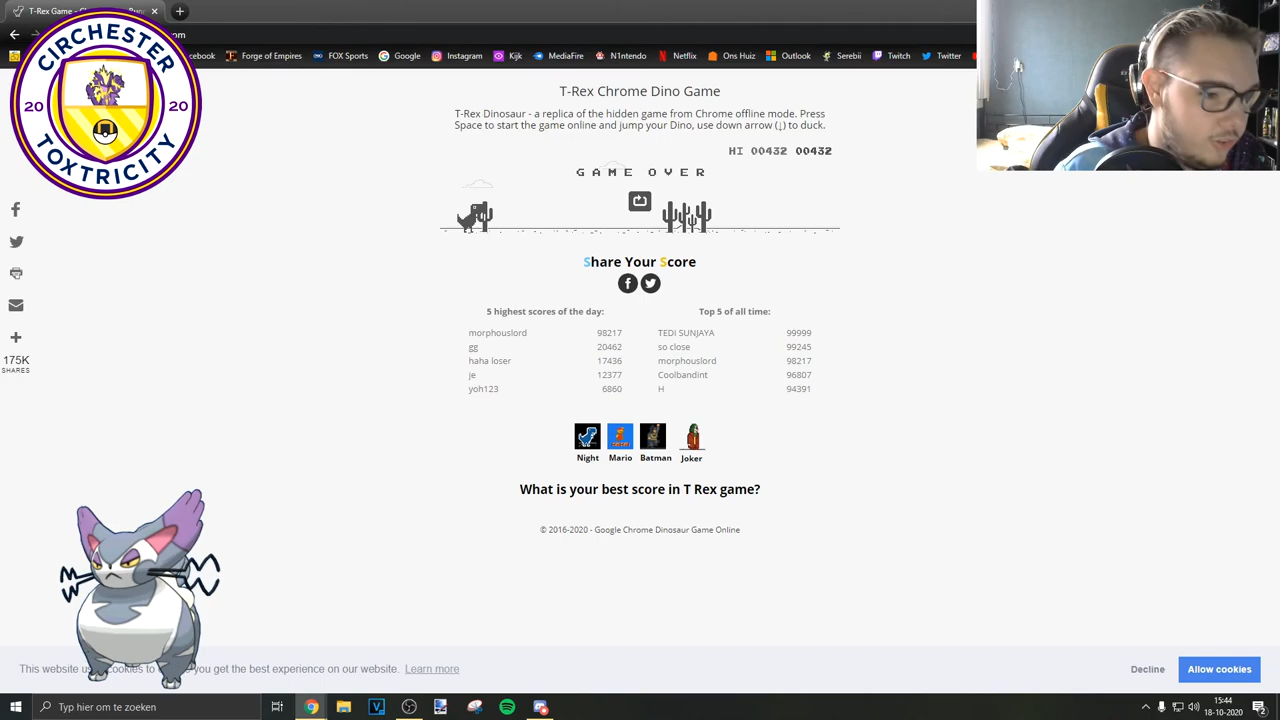 T-Rex Game - Chrome
.com
Facebook Forge of Empires FOX Sports Google Instagram Kijk MediaFire N1ntendo Netflix Ons Huiz Outlook Serebii Twitch Twitter
CIRCHESTER
20 20
TOXTRICITY
T-Rex Chrome Dino Game
T-Rex Dinosaur - a replica of the hidden game from Chrome offline mode. Press
Space to start the game online and jump your Dino, use down arrow (↓) to duck.
HI 00432 00432
GAME OVER
Share Your Score
5 highest scores of the day: Top 5 of all time:
morphouslord 98217 TEDI SUNJAYA 99999
gg 20462 so close 99245
haha loser 17436 morphouslord 98217
je 12377 Coolbandint 96807
yoh123 6860 H 94391
175K
SHARES
Night Mario Batman Joker
What is your best score in T Rex game?
© 2016-2020 - Google Chrome Dinosaur Game Online
This website us cookies to you get the best experience on our website. Learn more
Decline Allow cookies
Typ hier om te zoeken
15:44
18-10-2020
2